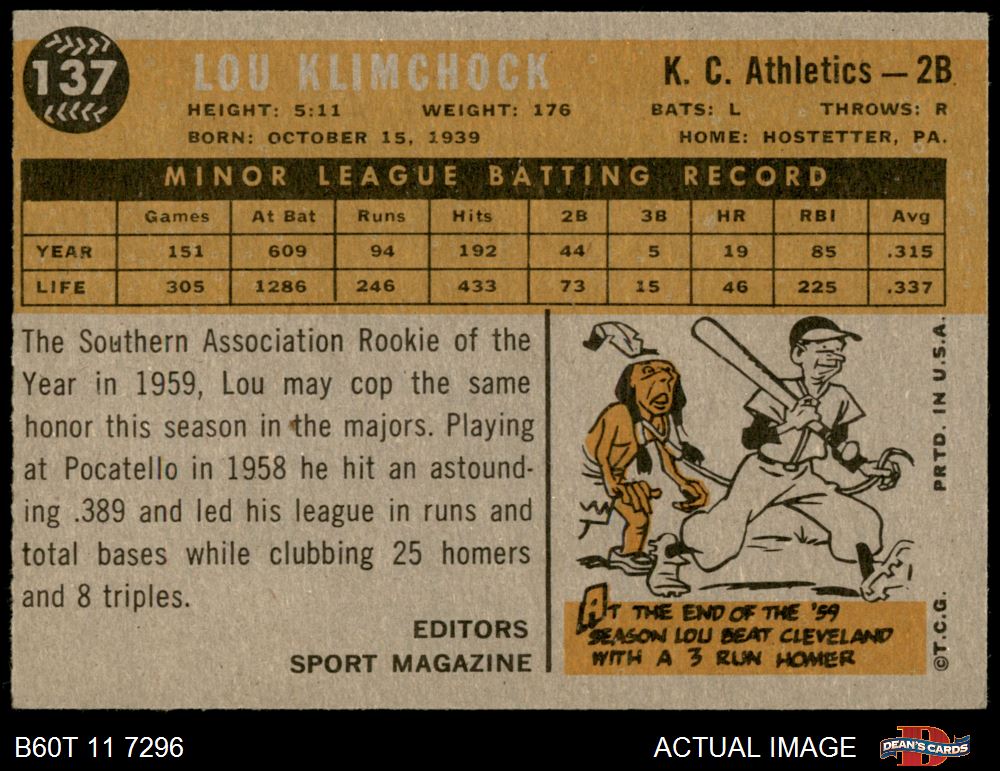 137
LOU KLIMCHOCK
K. C. Athletics — 2B
HEIGHT: 5:11 WEIGHT: 176 BATS: L THROWS: R
BORN: OCTOBER 15, 1939 HOME: HOSTETTER, PA.
MINOR LEAGUE BATTING RECORD
Games At Bat Runs Hits 2B 3B HR RBI Avg
YEAR 151 609 94 192 44 5 19 85 .315
LIFE 305 1286 246 433 73 15 46 225 .337
The Southern Association Rookie of the
Year in 1959, Lou may cop the same
honor this season in the majors. Playing
at Pocatello in 1958 he hit an astound-
ing .389 and led his league in runs and
total bases while clubbing 25 homers
and 8 triples.
EDITORS
SPORT MAGAZINE
AT THE END OF THE '59
SEASON LOU BEAT CLEVELAND
WITH A 3 RUN HOMER
©T.C.G. PRTD. IN U.S.A.
B60T 11 7296
ACTUAL IMAGE
DEAN'S CARDS